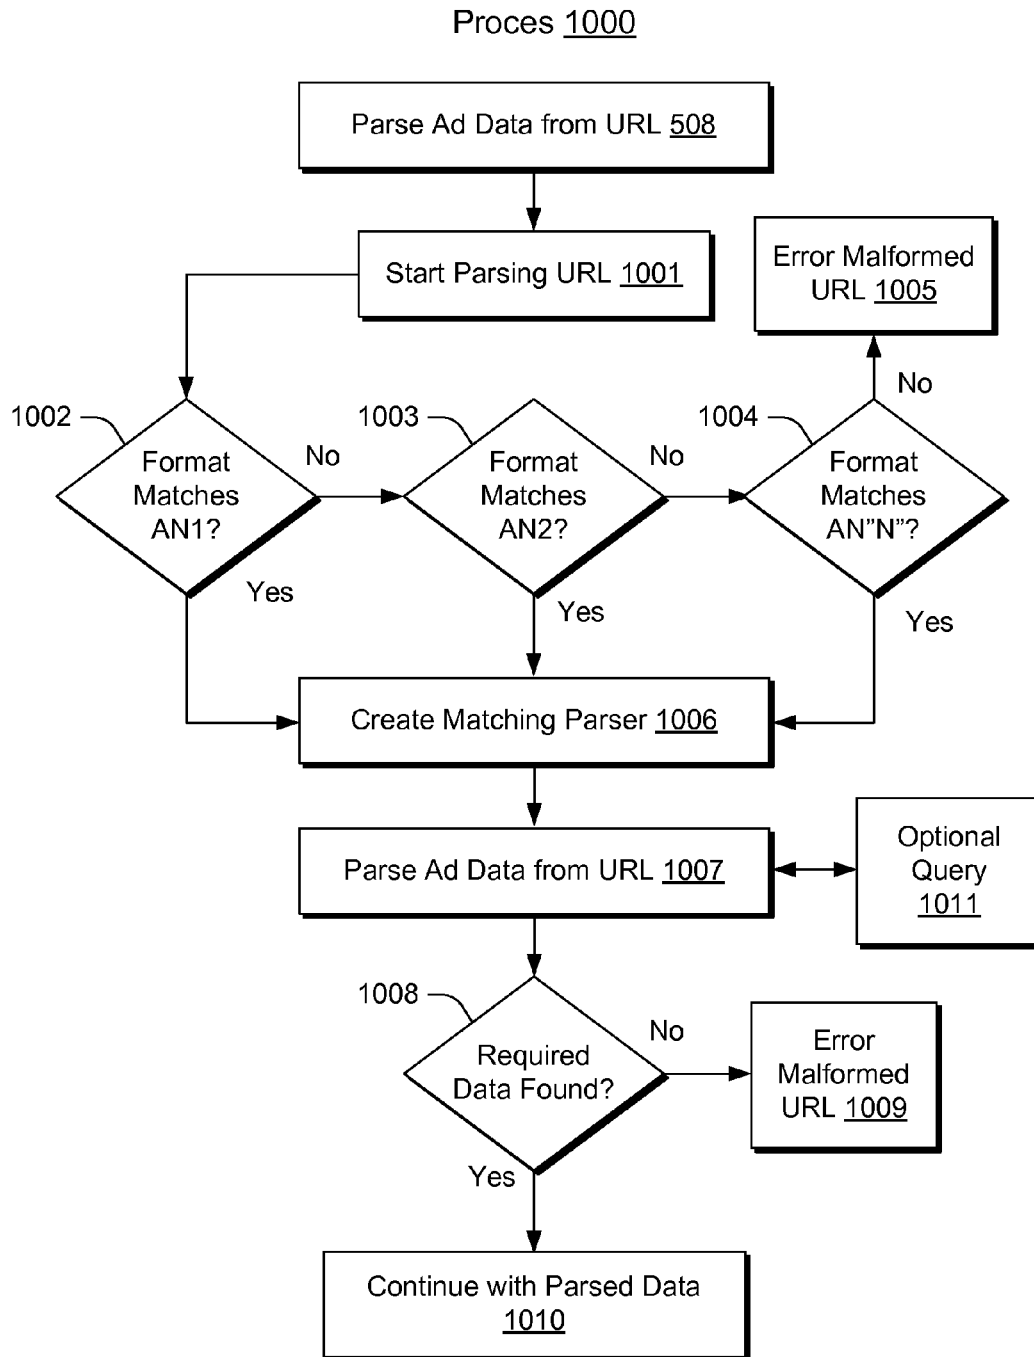 Proces 1000
Parse Ad Data from URL 508
Start Parsing URL 1001
Error Malformed
URL 1005
No
1002
1003
1004
Format
Matches
AN1?
No
Format
Matches
AN2?
No
Format
Matches
AN"N"?
Yes
Yes
Yes
Create Matching Parser 1006
Parse Ad Data from URL 1007
Optional
Query
1011
1008
Required
Data Found?
No
Error
Malformed
URL 1009
Yes
Continue with Parsed Data
1010